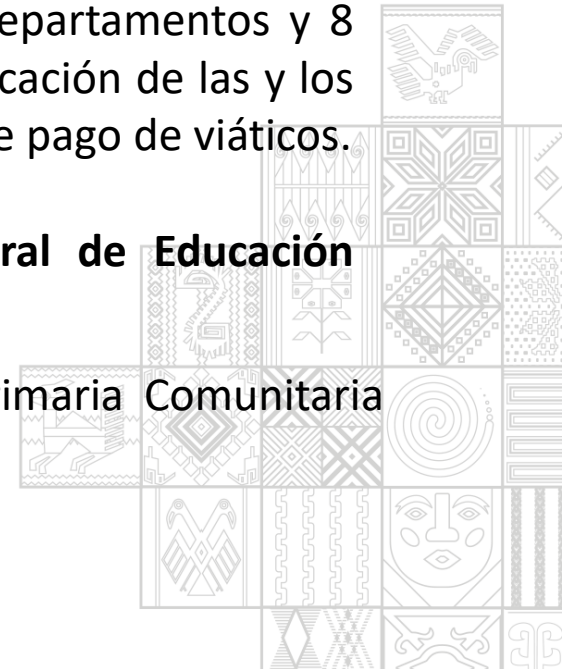 epartamentos y 8
cación de las y los
e pago de viáticos.
ral de Educación
imaria Comunitaria